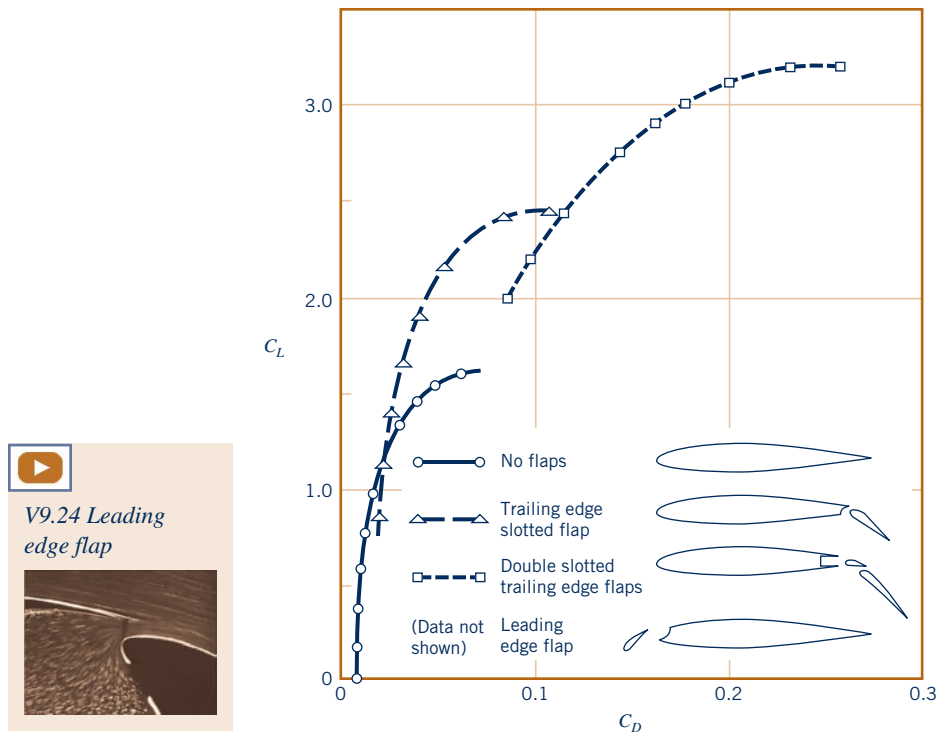 3.0
2.0
C_L
1.0
0
0
0.1
0.2
0.3
C_D
No flaps
Trailing edge
slotted flap
Double slotted
trailing edge flaps
(Data not
shown)
Leading
edge flap
V9.24 Leading
edge flap